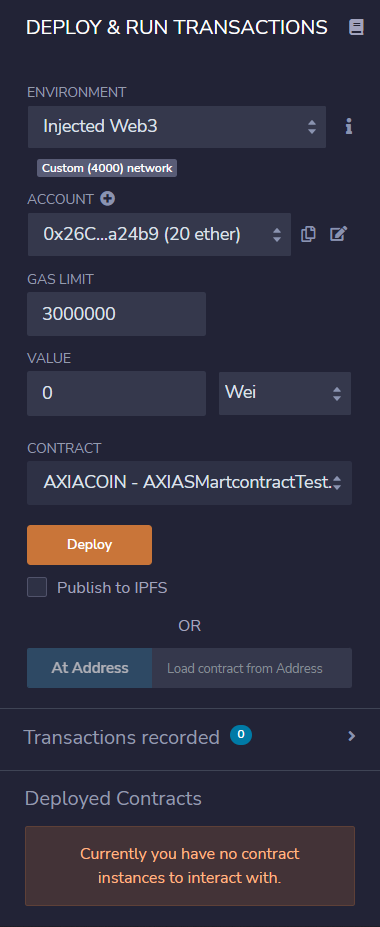 DEPLOY & RUN TRANSACTIONS
ENVIRONMENT
Injected Web3
Custom (4000) network
ACCOUNT
0x26C...a24b9 (20 ether)
GAS LIMIT
3000000
VALUE
0 Wei
CONTRACT
AXIACOIN - AXIASMartcontractTest.
Deploy
Publish to IPFS
OR
At Address Load contract from Address
Transactions recorded 0
Deployed Contracts
Currently you have no contract
instances to interact with.